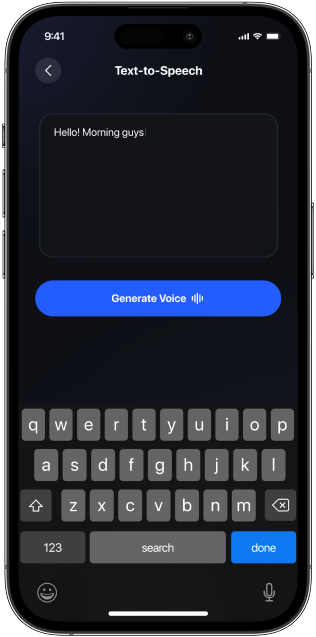 9:41
Text-to-Speech
Hello! Morning guys
Generate Voice
q w e r t y u i o p
a s d f g h j k l
z x c v b n m
123 search done